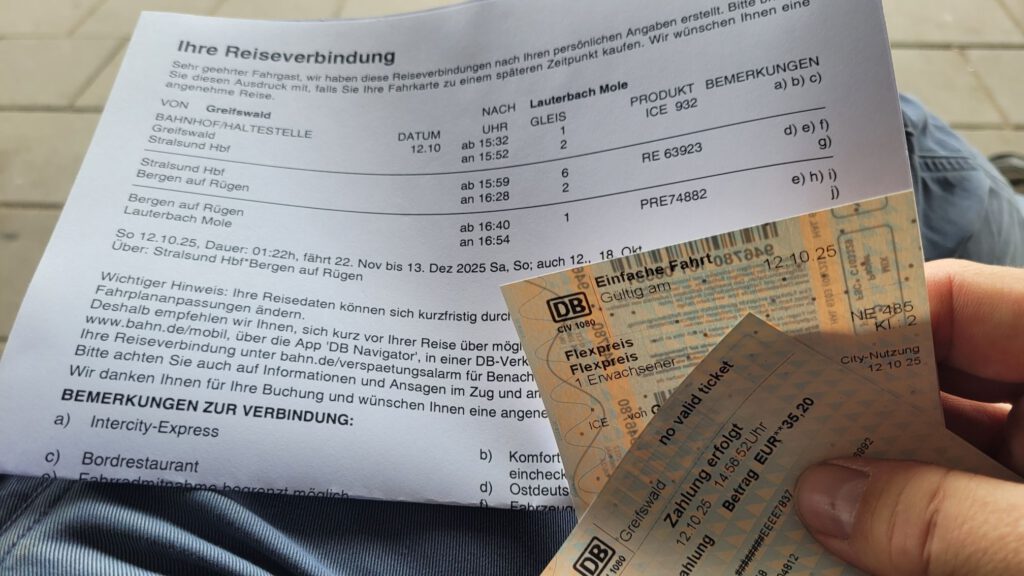 Ihre Reiseverbindung
Sehr geehrter Fahrgast, wir haben diese Reiseverbindungen nach Ihren persönlichen Angaben erstellt. Bitte
Sie diesen Ausdruck mit, falls Sie Ihre Fahrkarte zu einem späteren Zeitpunkt kaufen. Wir wünschen Ihnen eine
angenehme Reise.
VON Greifswald NACH Lauterbach Mole
BAHNHOF/HALTESTELLE DATUM UHR GLEIS PRODUKT BEMERKUNGEN
Greifswald 12.10 ab 15:32 1 ICE 932 a) b) c)
Stralsund Hbf an 15:52 2
Stralsund Hbf ab 15:59 6 RE 63923 d) e) f)
Bergen auf Rügen an 16:28 2 g)
Bergen auf Rügen ab 16:40 1 PRE74882 e) h) i)
Lauterbach Mole an 16:54 j)
So 12.10.25, Dauer: 01:22h, fährt 22. Nov bis 13. Dez 2025 Sa, So; auch 12., 18. Okt
Über: Stralsund Hbf*Bergen auf Rügen
Wichtiger Hinweis: Ihre Reisedaten können sich kurzfristig durc
Fahrplananpassungen ändern.
Deshalb empfehlen wir Ihnen, sich kurz vor Ihrer Reise über mög
www.bahn.de/mobil, über die App 'DB Navigator', in einer DB-Verk
Ihre Reiseverbindung unter bahn.de/verspaetungsalarm für Benach
Bitte achten Sie auch auf Informationen und Ansagen im Zug und an
Wir danken Ihnen für Ihre Buchung und wünschen Ihnen eine angene
BEMERKUNGEN ZUR VERBINDUNG:
a) Intercity-Express
b) Komfort
eincheck
c) Bordrestaurant
d) Ostdeuts
e) Fahrradmitnahme begrenzt möglich
f) Fahrzeug
Einfache Fahrt
Gültig am 12.10.25
DB
CIV 1080
NE 485
KL 2
Flexpreis
Flexpreis
1 Erwachsener
City-Nutzung
12.10.25
ICE von
no valid ticket
DB
1080
Greifswald
Zahlung erfolgt
12.10.25 14:56:52Uhr
Betrag EUR**35,20